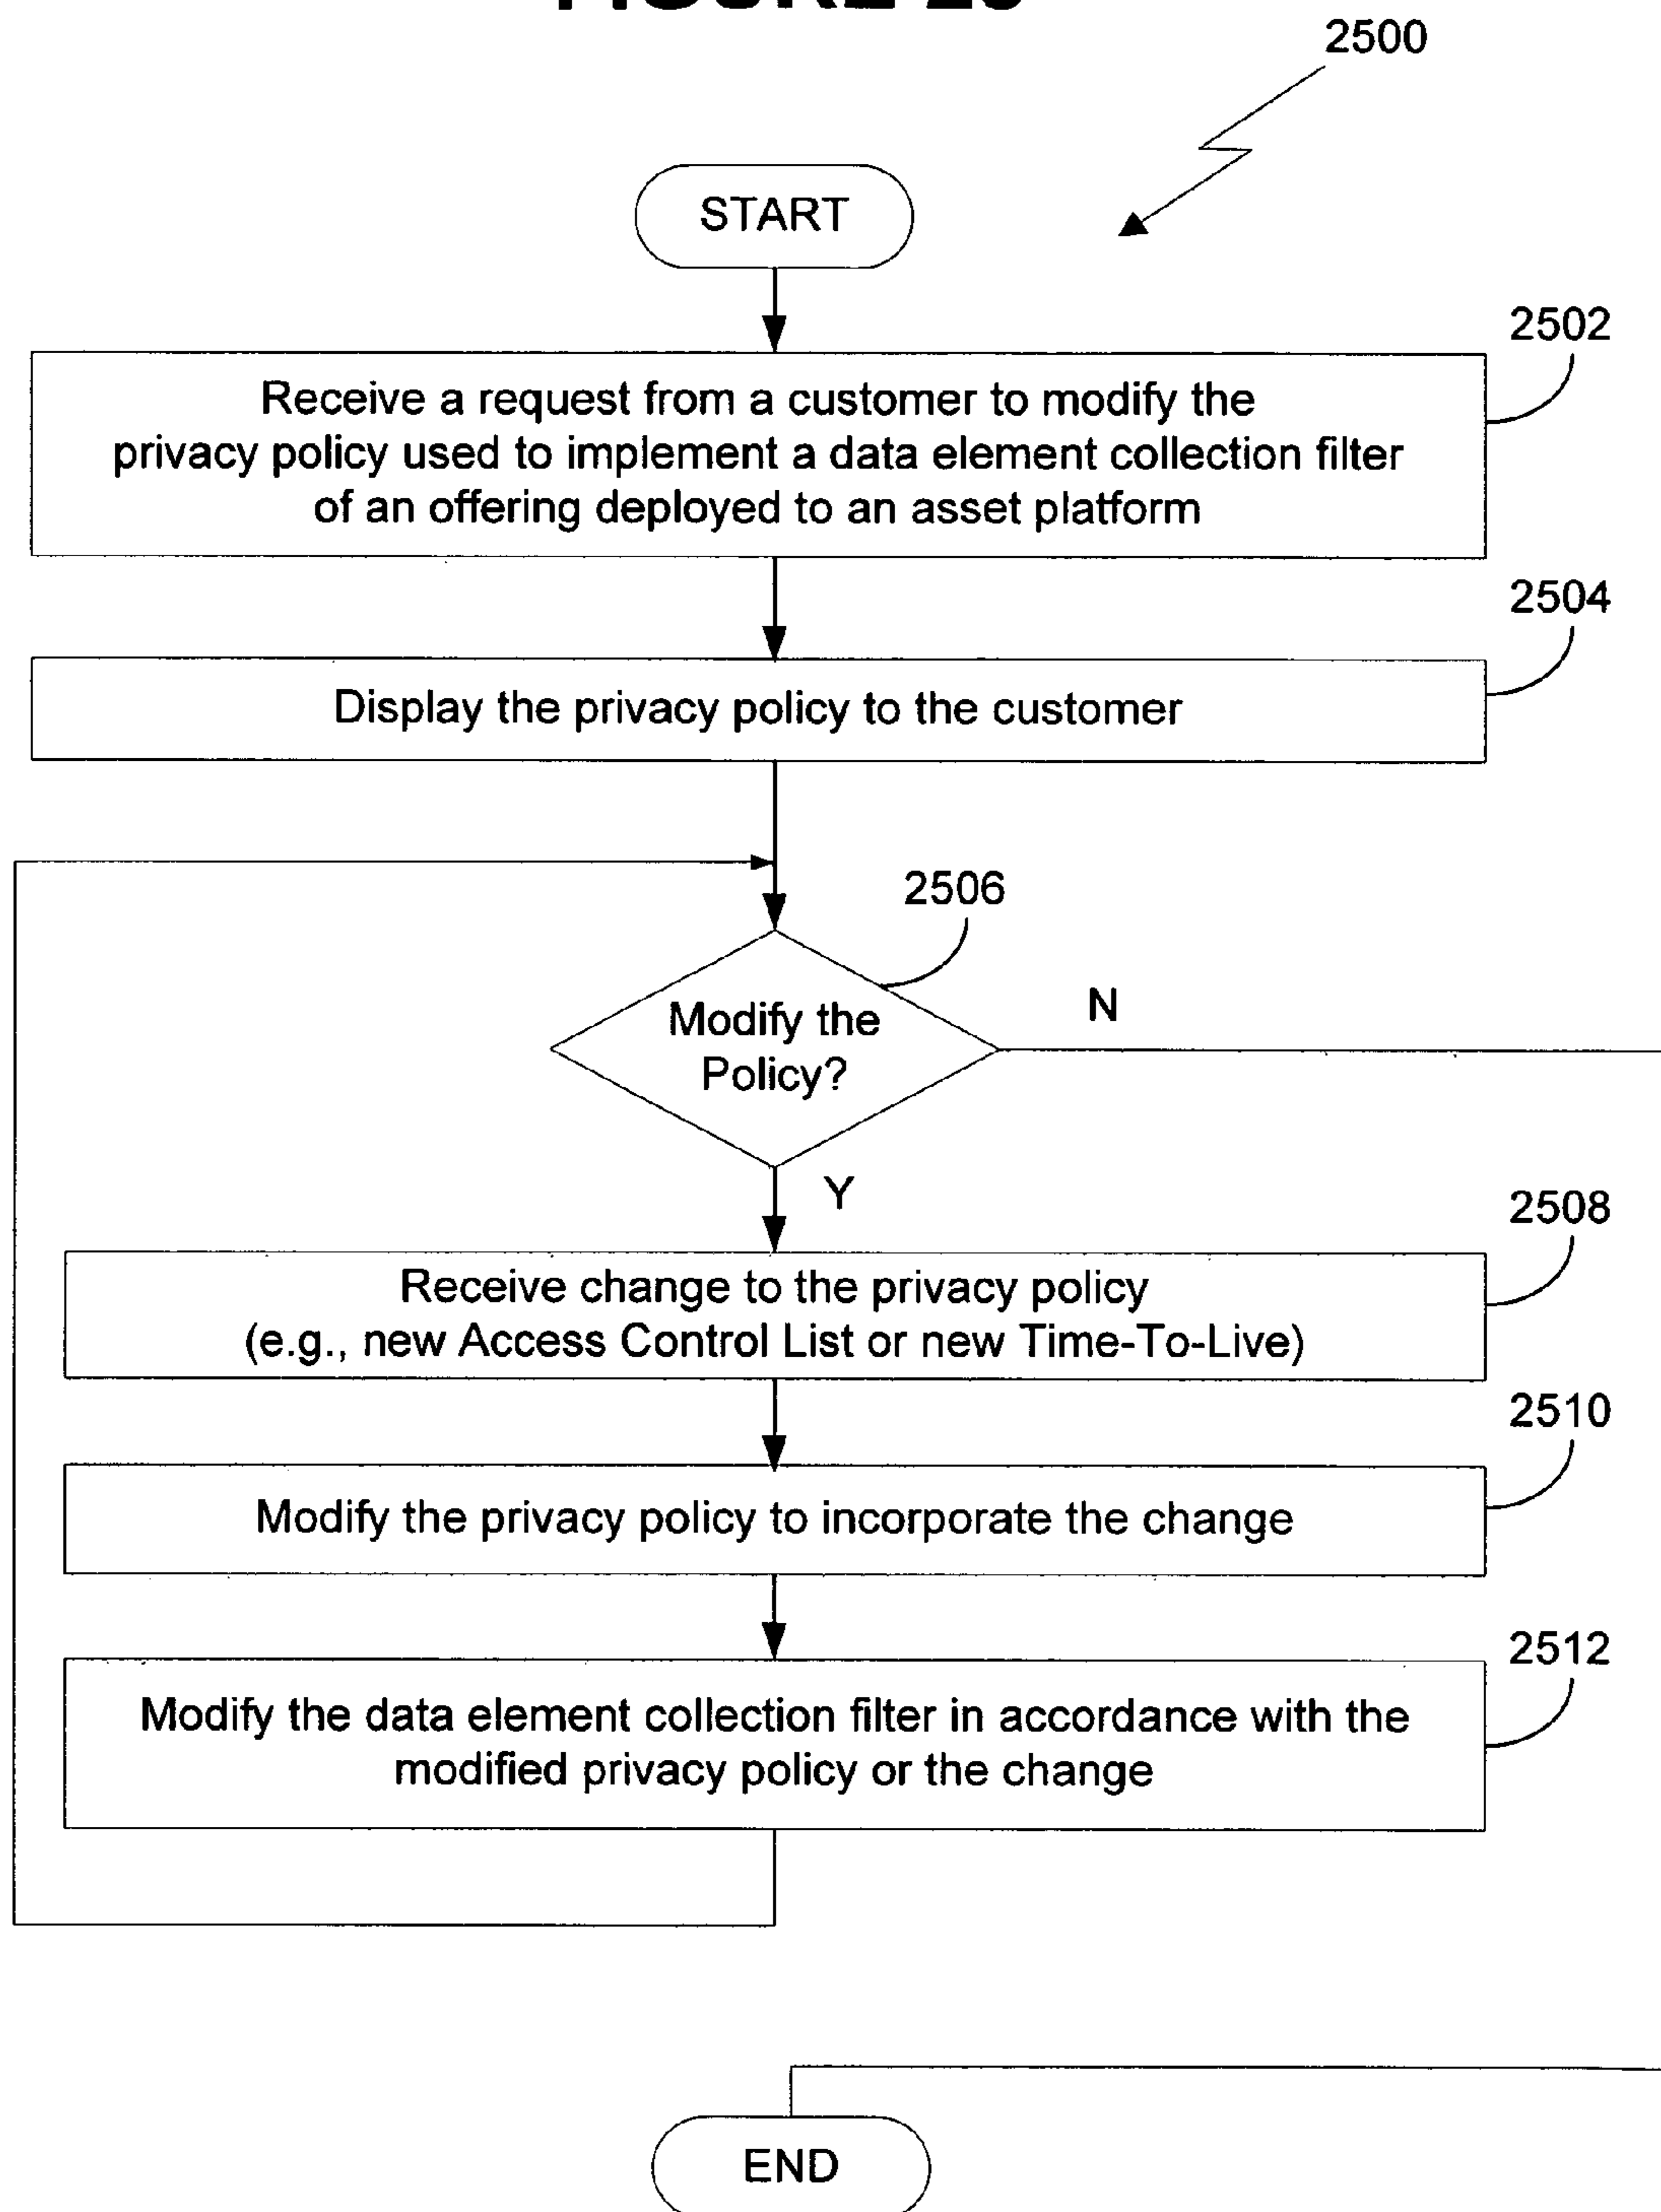 2500
START
2502
Receive a request from a customer to modify the
privacy policy used to implement a data element collection filter
of an offering deployed to an asset platform
2504
Display the privacy policy to the customer
2506
Modify the
Policy?
N
Y
2508
Receive change to the privacy policy
(e.g., new Access Control List or new Time-To-Live)
2510
Modify the privacy policy to incorporate the change
2512
Modify the data element collection filter in accordance with the
modified privacy policy or the change
END